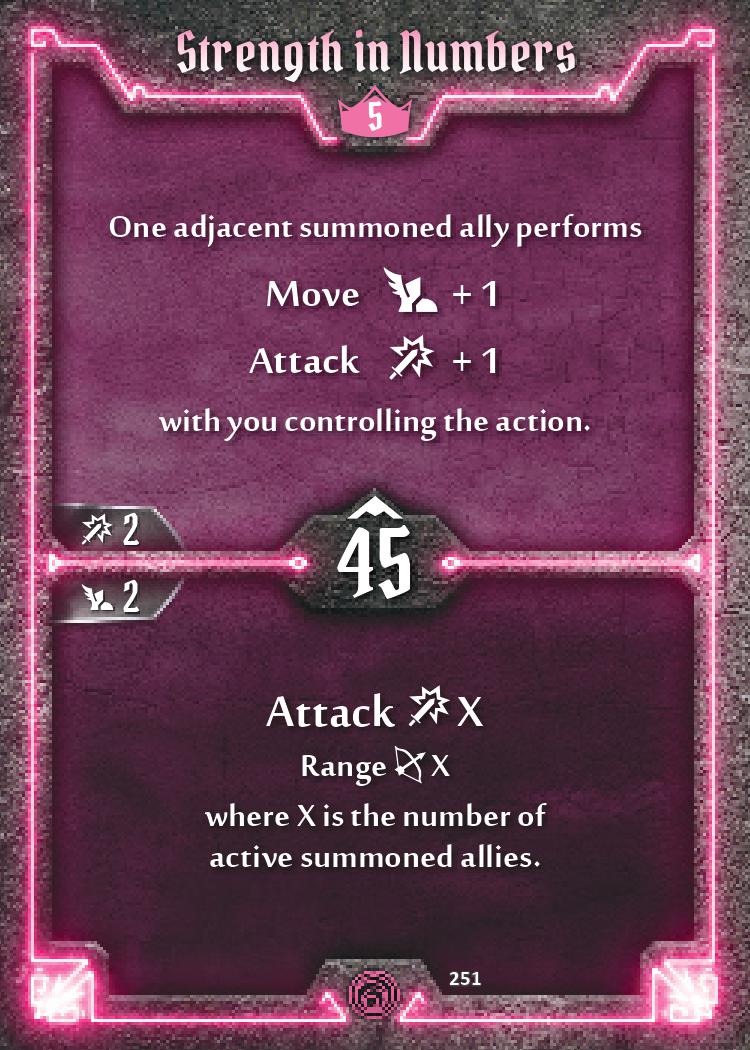 Strength in Numbers
5
One adjacent summoned ally performs
Move + 1
Attack + 1
with you controlling the action.
2
45
2
Attack X
Range X
where X is the number of
active summoned allies.
251